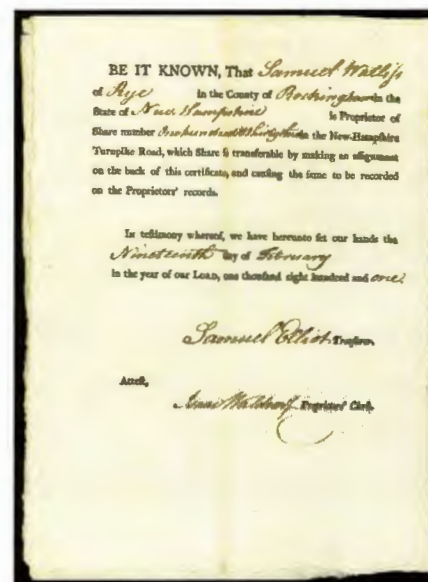 BE IT KNOWN, That Samuel Walliſs
of Rye in the County of Rockingham in the
State of New Hampshire is Proprietor of
Share number Two hundred & thirty in the New-Hampſhire
Turnpike Road, which Share is transferable by making an aſſignment
on the back of this certificate, and cauſing the ſame to be recorded
on the Proprietors' records.
In teſtimony whereof, we have hereunto ſet our hands the
Nineteenth day of February
in the year of our LORD, one thouſand eight hundred and one.
Samuel Elliot Treaſurer.
Atteſt,
Proprietors' Clerk.